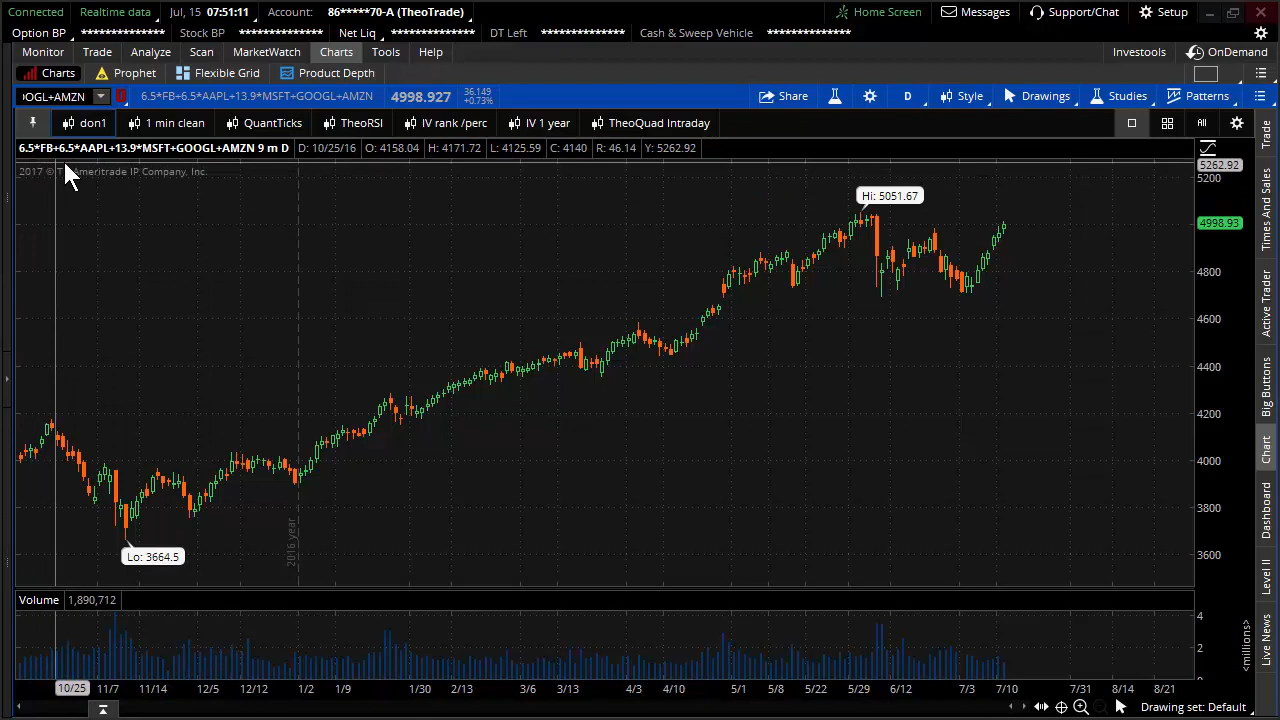 Connected Realtime data Jul, 15 07:51:11 Account: 86*****70-A (TheoTrade) Home Screen Messages Support/Chat Setup
Option BP ************** Stock BP ************** Net Liq ************** DT Left ************** Cash & Sweep Vehicle **************
Monitor Trade Analyze Scan MarketWatch Charts Tools Help Investools OnDemand
Charts Prophet Flexible Grid Product Depth
OGL+AMZN 6.5*FB+6.5*AAPL+13.9*MSFT+GOOGL+AMZN 4998.927 36.149 +0.73% Share D Style Drawings Studies Patterns
don1 1 min clean QuantTicks TheoRSI IV rank /perc IV 1 year TheoQuad Intraday All
6.5*FB+6.5*AAPL+13.9*MSFT+GOOGL+AMZN 9 m D D: 10/25/16 O: 4158.04 H: 4171.72 L: 4125.59 C: 4140 R: 46.14 Y: 5262.92
2017 © TD Ameritrade IP Company, Inc.
5262.92
5200
Hi: 5051.67
4998.93
4800
4600
4400
4200
4000
3800
3600
Lo: 3664.5
2016 year
Volume 1,890,712
4
2
0
<millions>
10/25 11/7 11/14 12/5 12/12 1/2 1/9 1/30 2/13 3/6 3/13 4/3 4/10 5/1 5/8 5/22 5/29 6/12 7/3 7/10 7/31 8/14 8/21
Drawing set: Default
Trade
Times And Sales
Active Trader
Big Buttons
Chart
Dashboard
Level II
Live News